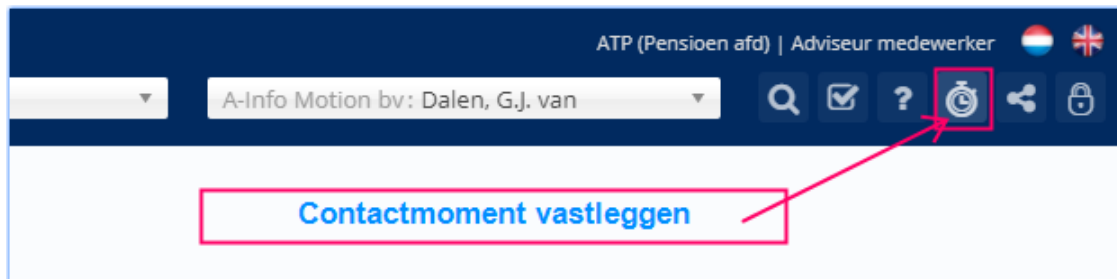 ATP (Pensioen afd) | Adviseur medewerker
A-Info Motion bv: Dalen, G.J. van
?
Contactmoment vastleggen